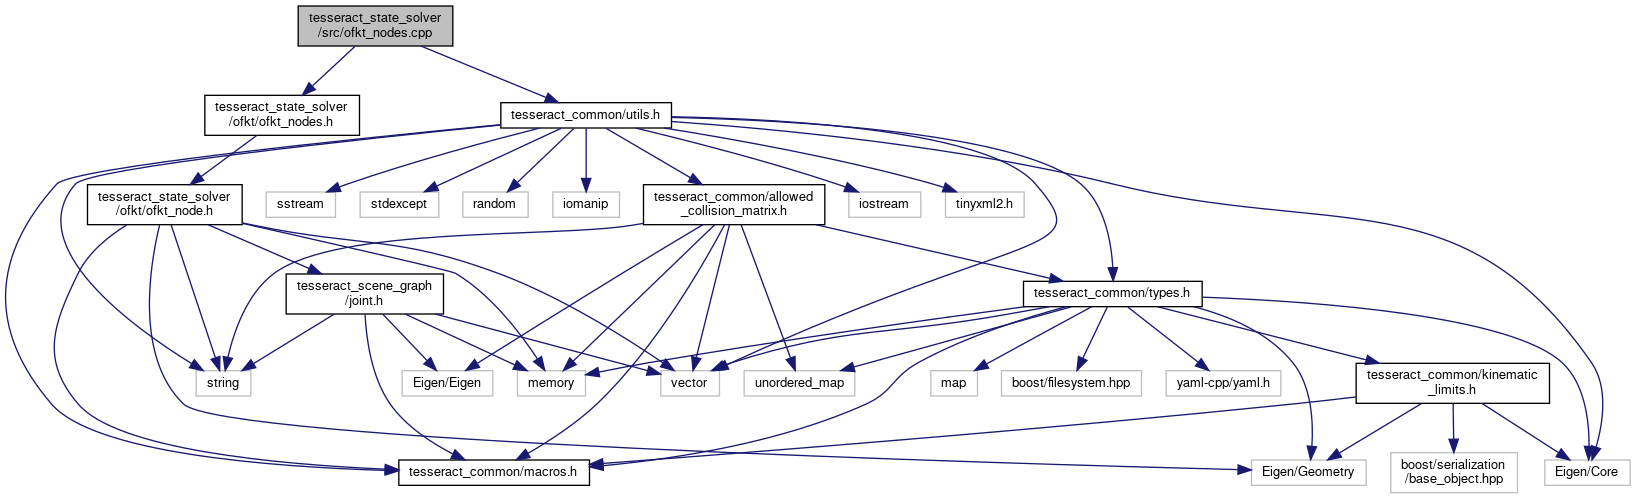 tesseract_state_solver
/src/ofkt_nodes.cpp
tesseract_state_solver
/ofkt/ofkt_nodes.h
tesseract_common/utils.h
tesseract_state_solver
/ofkt/ofkt_node.h
sstream
stdexcept
random
iomanip
tesseract_common/allowed
_collision_matrix.h
iostream
tinyxml2.h
tesseract_scene_graph
/joint.h
tesseract_common/types.h
string
Eigen/Eigen
memory
vector
unordered_map
map
boost/filesystem.hpp
yaml-cpp/yaml.h
tesseract_common/kinematic
_limits.h
tesseract_common/macros.h
Eigen/Geometry
boost/serialization
/base_object.hpp
Eigen/Core